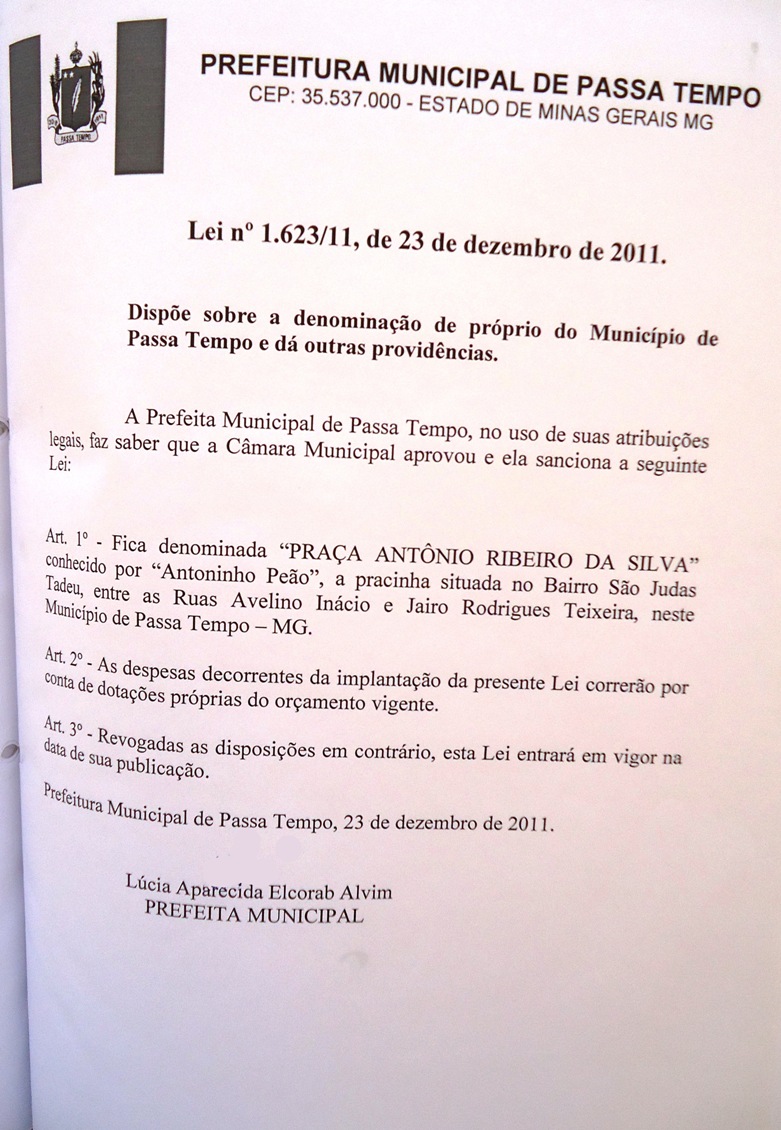 PREFEITURA MUNICIPAL DE PASSA TEMPO
CEP: 35.537.000 - ESTADO DE MINAS GERAIS MG
PASSA TEMPO
Lei nº 1.623/11, de 23 de dezembro de 2011.
Dispõe sobre a denominação de próprio do Município de
Passa Tempo e dá outras providências.
A Prefeita Municipal de Passa Tempo, no uso de suas atribuições
legais, faz saber que a Câmara Municipal aprovou e ela sanciona a seguinte
Lei:
Art. 1º - Fica denominada “PRAÇA ANTÔNIO RIBEIRO DA SILVA”
conhecido por “Antoninho Peão”, a pracinha situada no Bairro São Judas
Tadeu, entre as Ruas Avelino Inácio e Jairo Rodrigues Teixeira, neste
Município de Passa Tempo – MG.
Art. 2º - As despesas decorrentes da implantação da presente Lei correrão por
conta de dotações próprias do orçamento vigente.
Art. 3º - Revogadas as disposições em contrário, esta Lei entrará em vigor na
data de sua publicação.
Prefeitura Municipal de Passa Tempo, 23 de dezembro de 2011.
Lúcia Aparecida Elcorab Alvim
PREFEITA MUNICIPAL